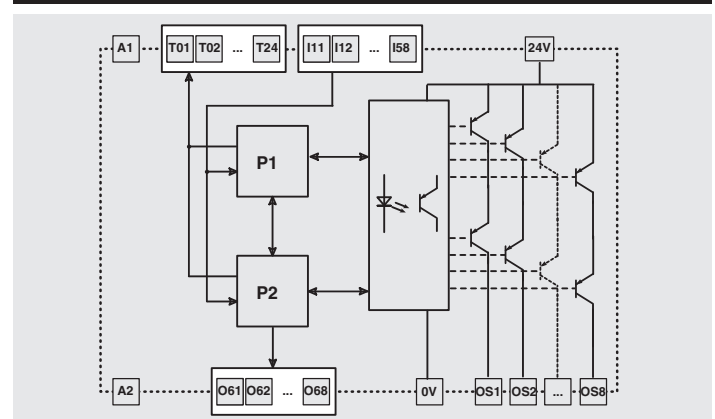 A1 T01 T02 ... T24 I11 I12 ... I58 24V
P1
P2
A2 O61 O62 ... O68 0V OS1 OS2 ... OS8